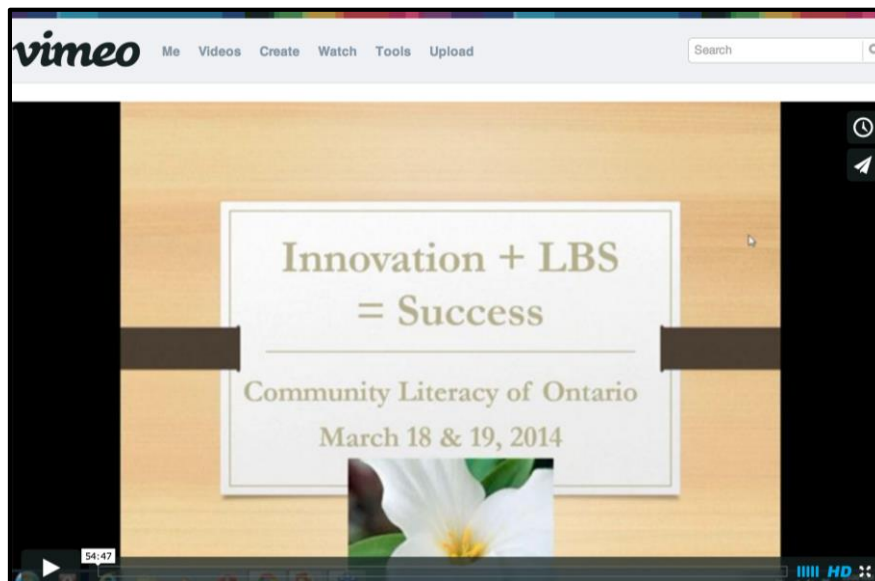 vimeo Me Videos Create Watch Tools Upload Search
Innovation + LBS
= Success
Community Literacy of Ontario
March 18 & 19, 2014
54:47
HD